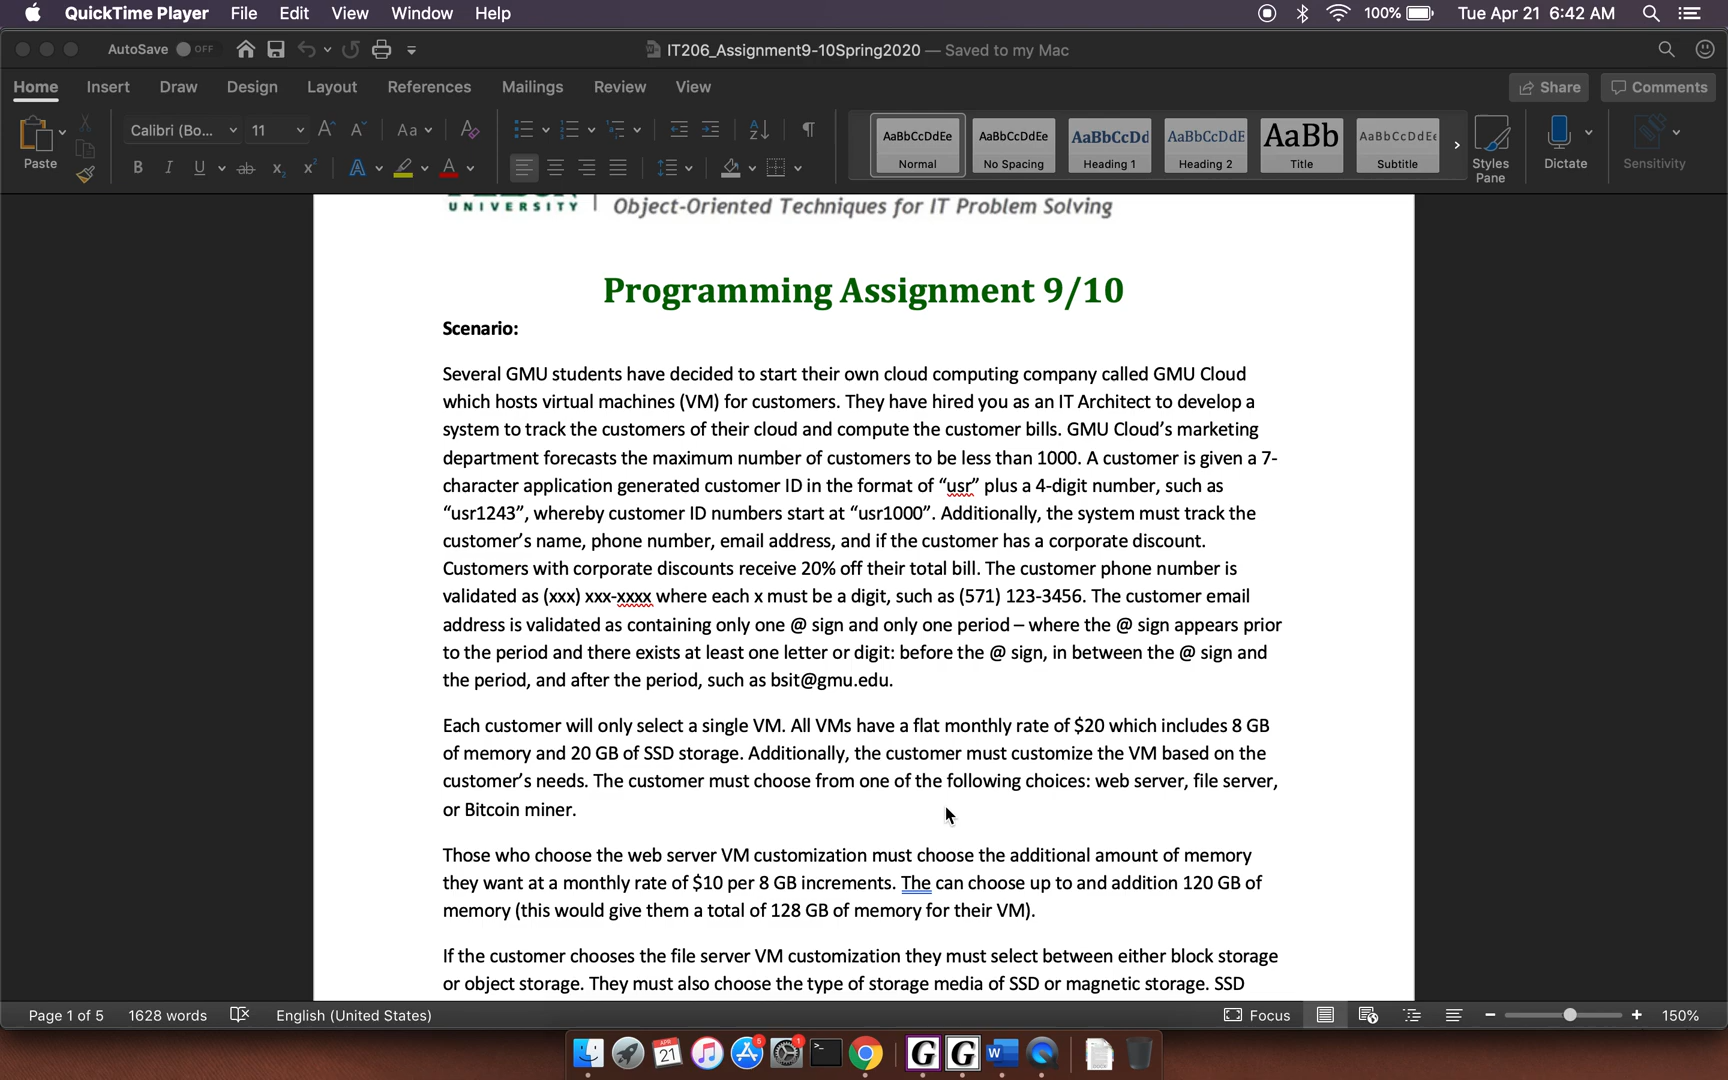 QuickTime Player File Edit View Window Help 100% Tue Apr 21 6:42 AM
AutoSave OFF IT206_Assignment9-10Spring2020 — Saved to my Mac
Home Insert Draw Design Layout References Mailings Review View Share Comments
Paste Calibri (Bo... 11 Aa
AaBbCcDdEe AaBbCcDdEe AaBbCcDd AaBbCcDdE AaBb AaBbCcDdEe
Normal No Spacing Heading 1 Heading 2 Title Subtitle
Styles Pane Dictate Sensitivity
UNIVERSITY Object-Oriented Techniques for IT Problem Solving
Programming Assignment 9/10
Scenario:
Several GMU students have decided to start their own cloud computing company called GMU Cloud
which hosts virtual machines (VM) for customers. They have hired you as an IT Architect to develop a
system to track the customers of their cloud and compute the customer bills. GMU Cloud’s marketing
department forecasts the maximum number of customers to be less than 1000. A customer is given a 7-
character application generated customer ID in the format of “usr” plus a 4-digit number, such as
“usr1243”, whereby customer ID numbers start at “usr1000”. Additionally, the system must track the
customer’s name, phone number, email address, and if the customer has a corporate discount.
Customers with corporate discounts receive 20% off their total bill. The customer phone number is
validated as (xxx) xxx-xxxx where each x must be a digit, such as (571) 123-3456. The customer email
address is validated as containing only one @ sign and only one period – where the @ sign appears prior
to the period and there exists at least one letter or digit: before the @ sign, in between the @ sign and
the period, and after the period, such as bsit@gmu.edu.
Each customer will only select a single VM. All VMs have a flat monthly rate of $20 which includes 8 GB
of memory and 20 GB of SSD storage. Additionally, the customer must customize the VM based on the
customer’s needs. The customer must choose from one of the following choices: web server, file server,
or Bitcoin miner.
Those who choose the web server VM customization must choose the additional amount of memory
they want at a monthly rate of $10 per 8 GB increments. The can choose up to and addition 120 GB of
memory (this would give them a total of 128 GB of memory for their VM).
If the customer chooses the file server VM customization they must select between either block storage
or object storage. They must also choose the type of storage media of SSD or magnetic storage. SSD
Page 1 of 5 1628 words English (United States) Focus 150%